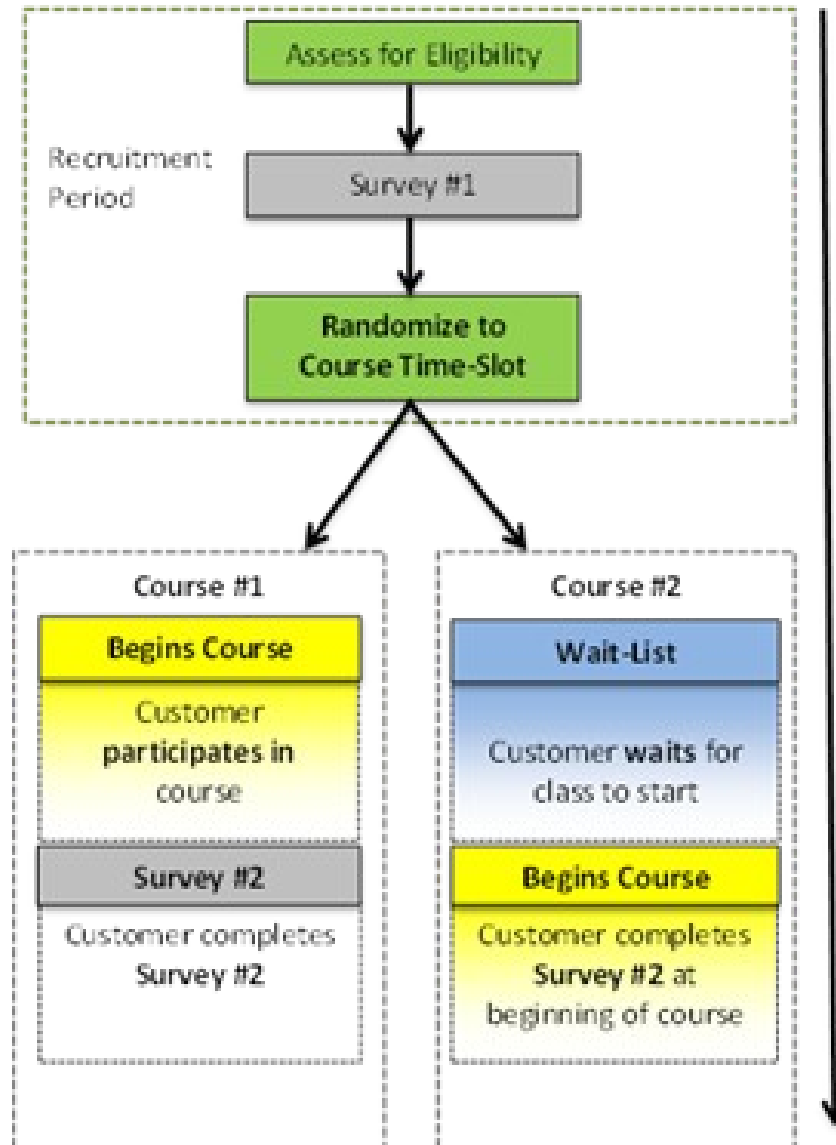 Assess for Eligibility
Recruitment
Period
Survey #1
Randomize to
Course Time-Slot
Course #1
Begins Course
Customer
participates in
course
Survey #2
Customer completes
Survey #2
Course #2
Wait-List
Customer waits for
class to start
Begins Course
Customer completes
Survey #2 at
beginning of course